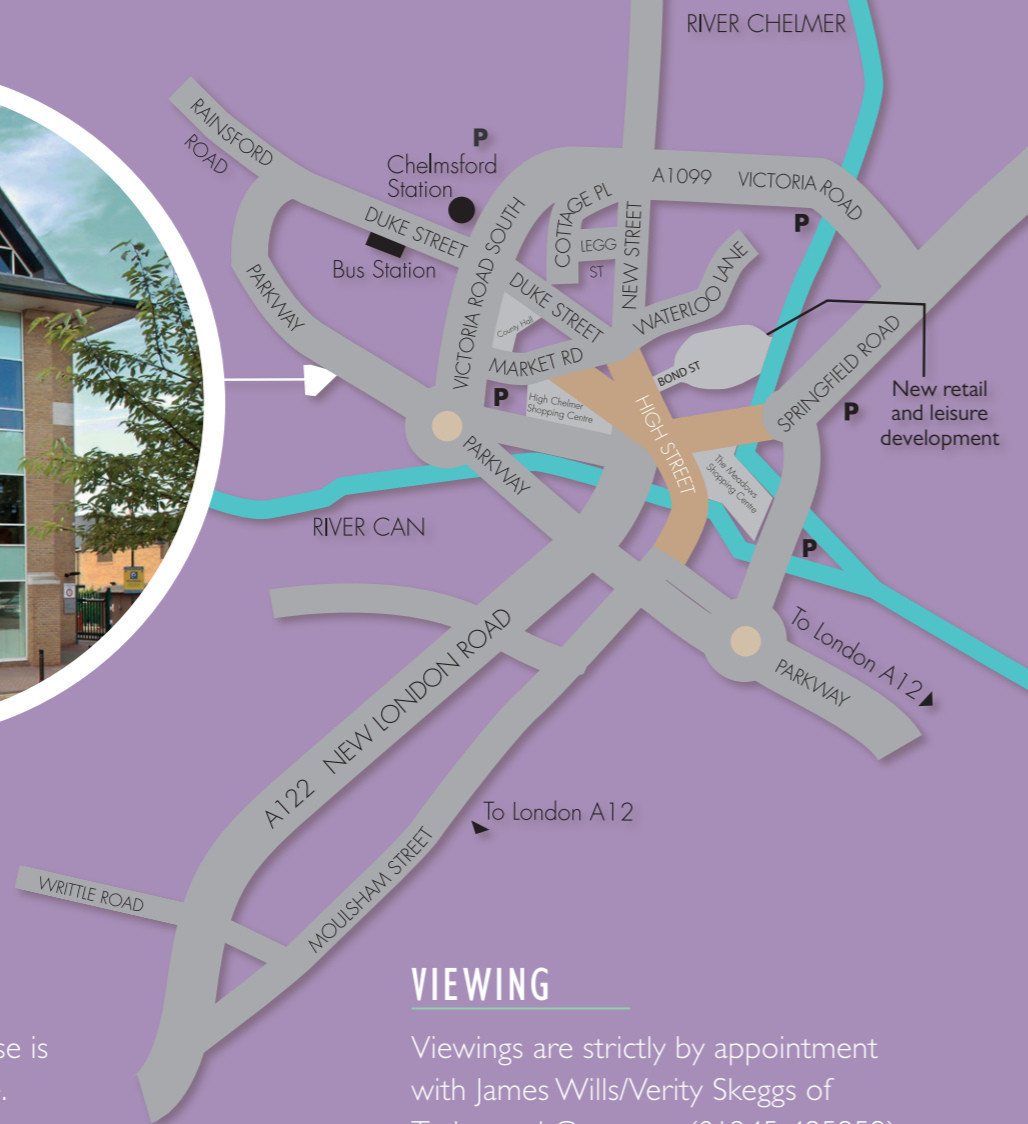 RIVER CHELMER
RAINSFORD
ROAD
P
Chelmsford
Station
DUKE STREET
Bus Station
PARKWAY
VICTORIA ROAD SOUTH
COTTAGE PL
LEGG
ST
NEW STREET
A1099
VICTORIA ROAD
P
DUKE STREET
WATERLOO LANE
County Hall
MARKET RD
BOND ST
SPRINGFIELD ROAD
New retail
and leisure
development
P
P
High Chelmer
Shopping Centre
HIGH STREET
The Meadows
Shopping Centre
PARKWAY
RIVER CAN
P
To London A12
PARKWAY
A122 NEW LONDON ROAD
To London A12
MOULSHAM STREET
WRITTLE ROAD
se is
VIEWING
Viewings are strictly by appointment
with James Wills/Verity Skeggs of